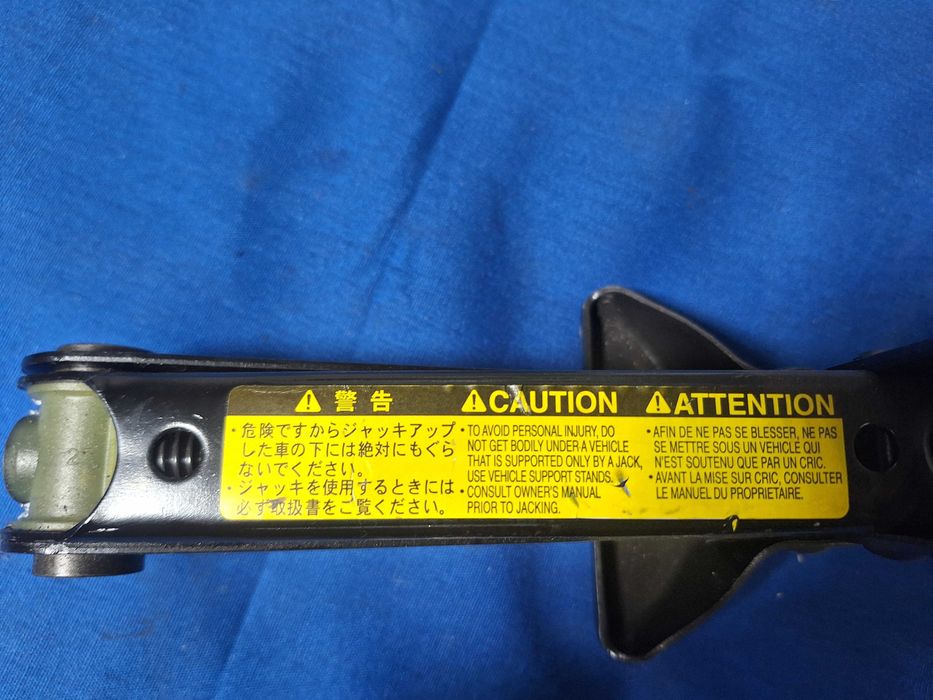 ⚠ 警告
・危険ですからジャッキアップ
した車の下には絶対にもぐら
ないでください。
・ジャッキを使用するときには
必ず取扱書をご覧ください。
⚠CAUTION
・TO AVOID PERSONAL INJURY, DO
NOT GET BODILY UNDER A VEHICLE
THAT IS SUPPORTED ONLY BY A JACK,
USE VEHICLE SUPPORT STANDS.
・CONSULT OWNER'S MANUAL
PRIOR TO JACKING.
⚠ATTENTION
・AFIN DE NE PAS SE BLESSER, NE PAS
SE METTRE SOUS UN VEHICLE QUI
N'EST SOUTENU QUE PAR UN CRIC.
・AVANT LA MISE SUR CRIC, CONSULTER
LE MANUEL DU PROPRIETAIRE.